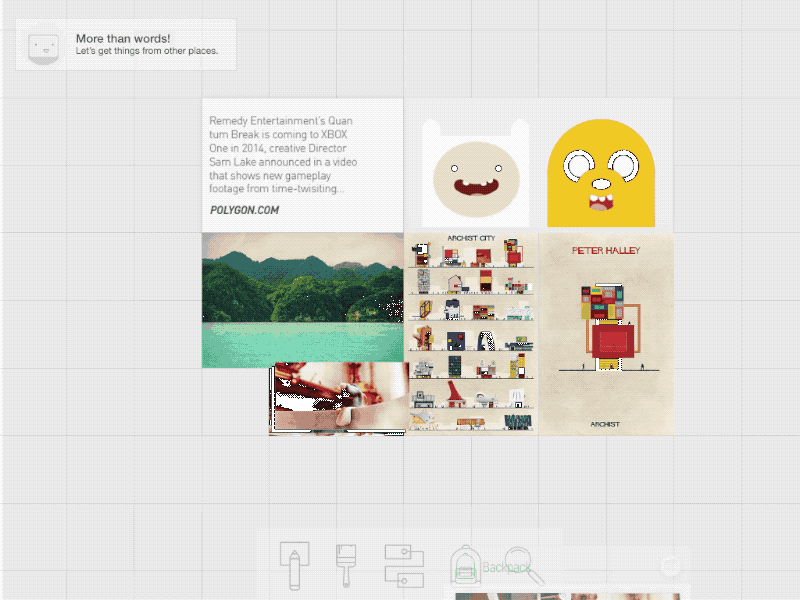 More than words!
Let's get things from other places.
Remedy Entertainment's Quan
tum Break is coming to XBOX
One in 2014, creative Director
Sam Lake announced in a video
that shows new gameplay
footage from time-twisiting...
POLYGON.COM
ARCHIST CITY
PETER HALLEY
ARCHIST
Backpack